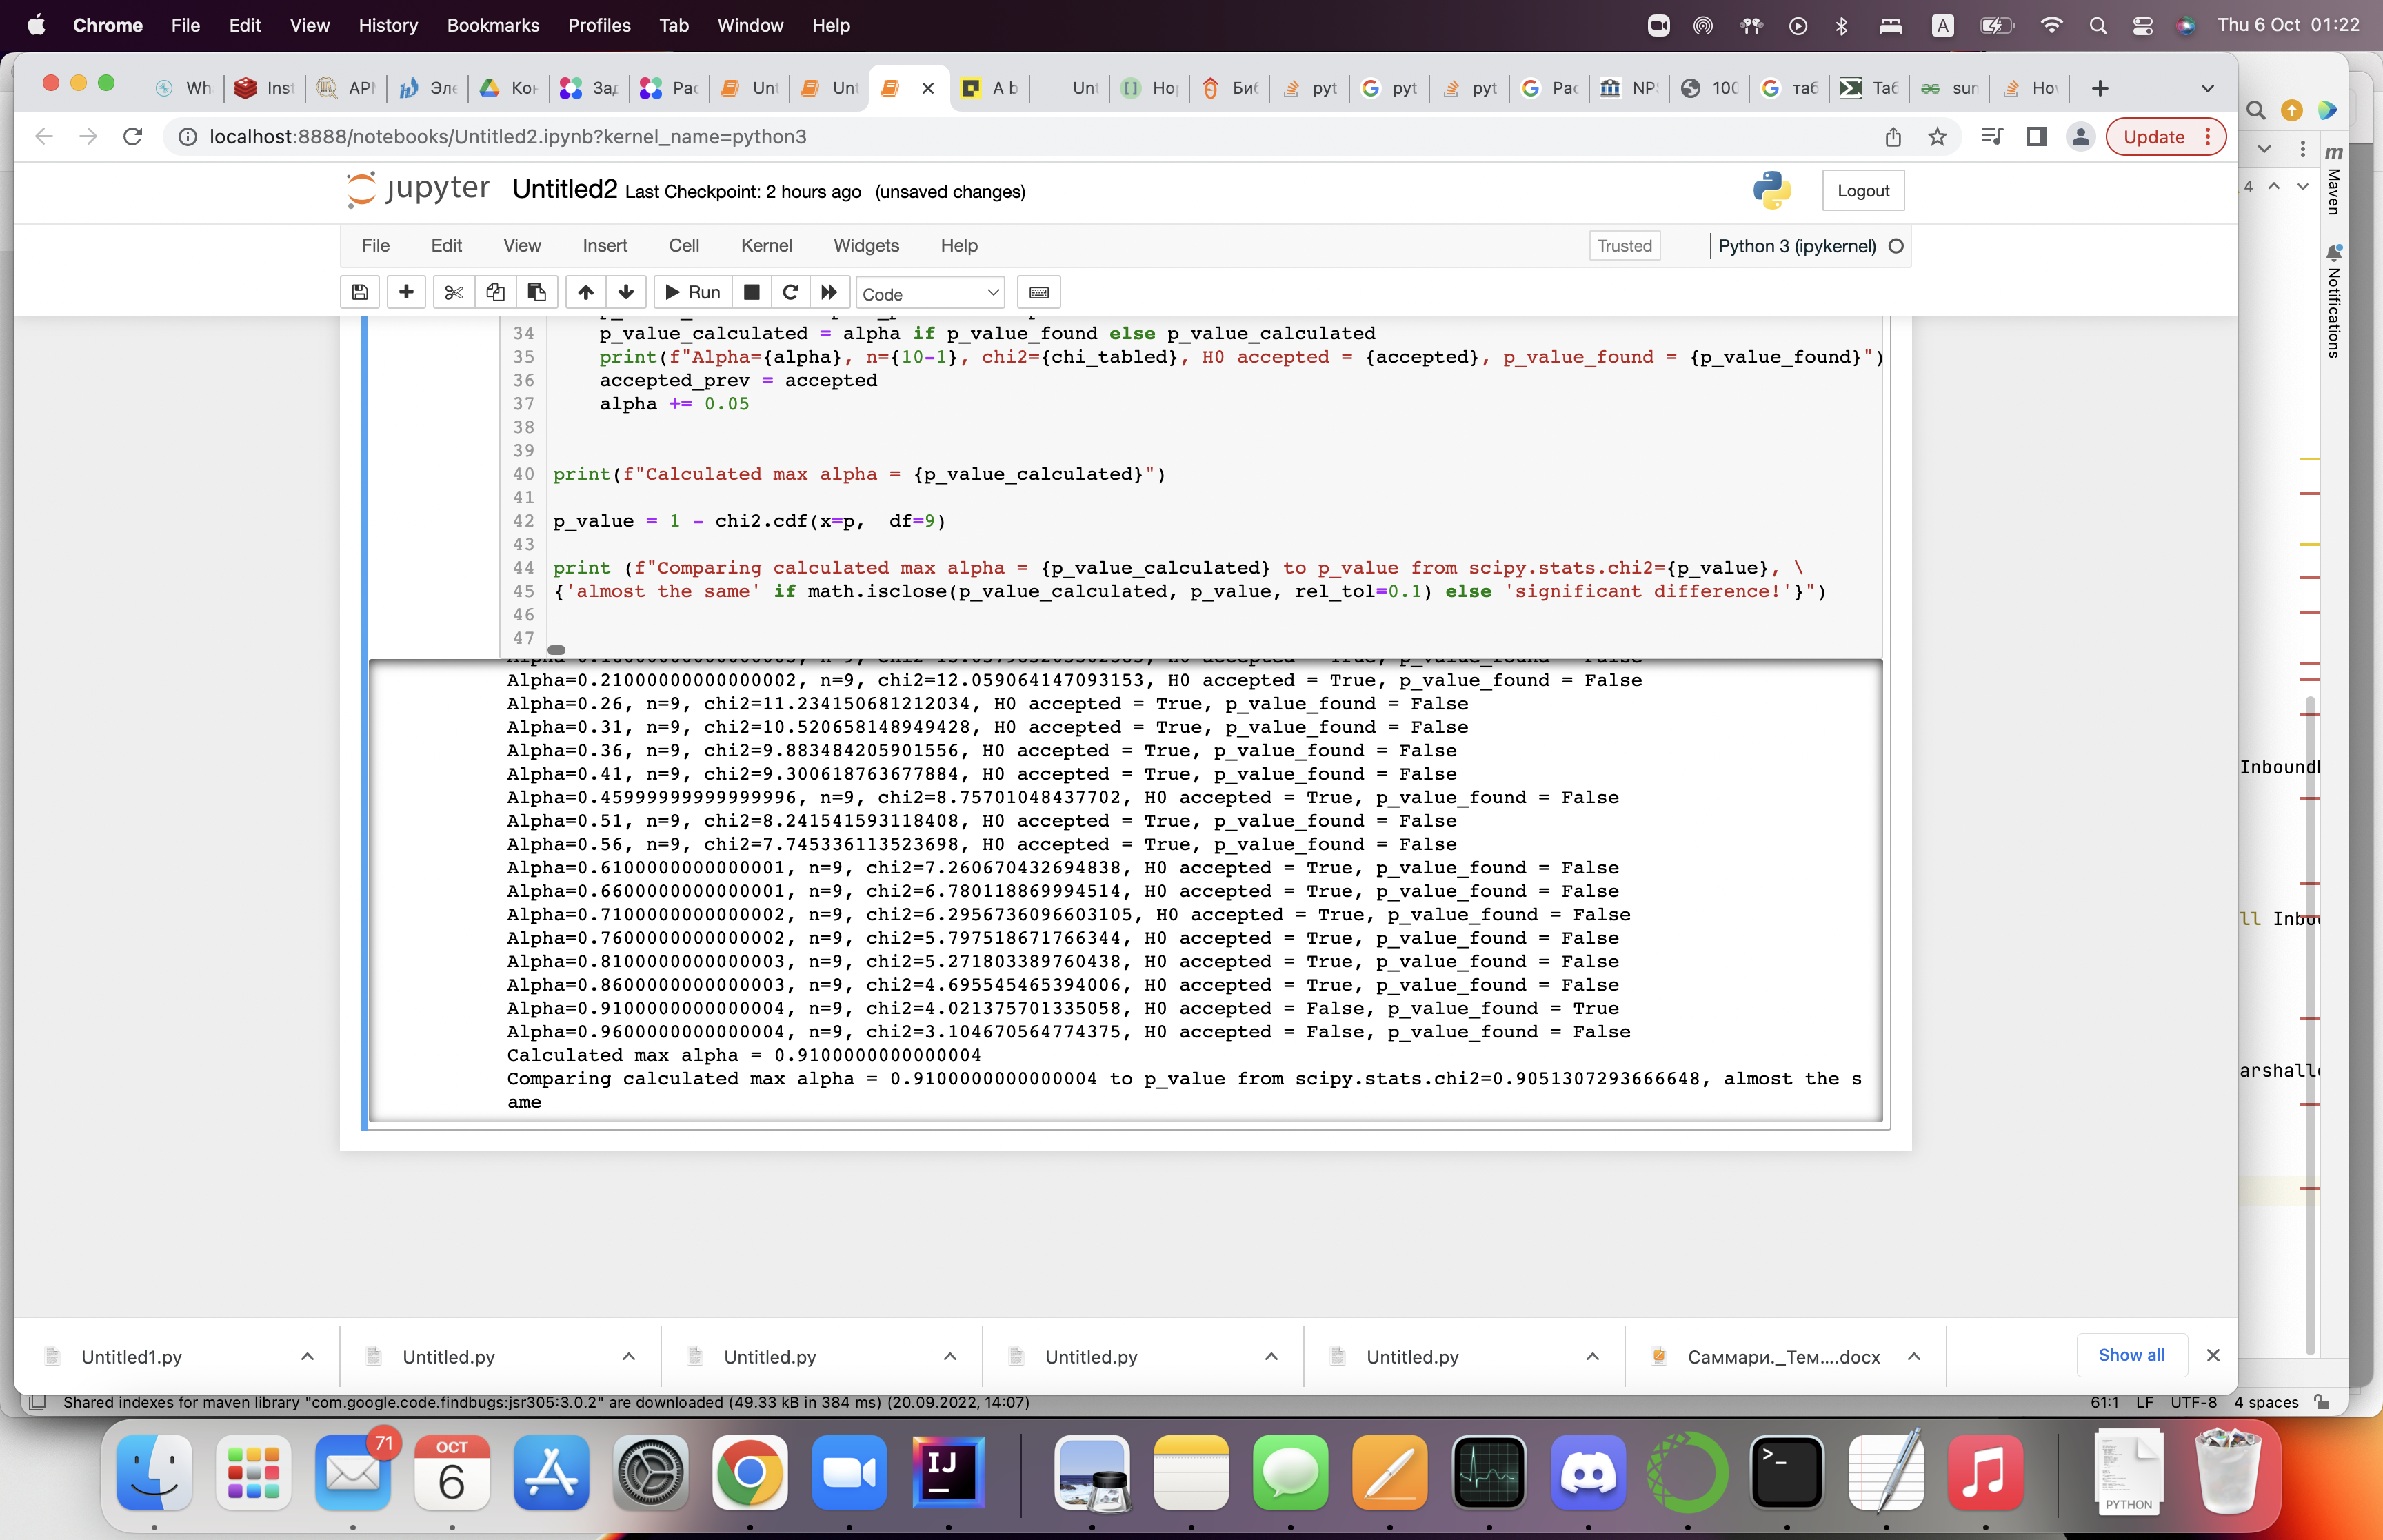 Chrome File Edit View History Bookmarks Profiles Tab Window Help A Thu 6 Oct 01:22
Wh Inst API Эле Кон Зад Рас Unt Unt A b Unt Ho Биб pyt pyt pyt Рас NPS 100 таб Таб sun Ho
localhost:8888/notebooks/Untitled2.ipynb?kernel_name=python3 Update
jupyter Untitled2 Last Checkpoint: 2 hours ago (unsaved changes) Logout
File Edit View Insert Cell Kernel Widgets Help Trusted Python 3 (ipykernel)
Run Code
34 p_value_calculated = alpha if p_value_found else p_value_calculated
35 print(f"Alpha={alpha}, n={10-1}, chi2={chi_tabled}, H0 accepted = {accepted}, p_value_found = {p_value_found}")
36 accepted_prev = accepted
37 alpha += 0.05
38
39
40 print(f"Calculated max alpha = {p_value_calculated}")
41
42 p_value = 1 - chi2.cdf(x=p, df=9)
43
44 print (f"Comparing calculated max alpha = {p_value_calculated} to p_value from scipy.stats.chi2={p_value}, \
45 {'almost the same' if math.isclose(p_value_calculated, p_value, rel_tol=0.1) else 'significant difference!'}")
46
47
Alpha=0.21000000000000002, n=9, chi2=12.059064147093153, H0 accepted = True, p_value_found = False
Alpha=0.26, n=9, chi2=11.234150681212034, H0 accepted = True, p_value_found = False
Alpha=0.31, n=9, chi2=10.520658148949428, H0 accepted = True, p_value_found = False
Alpha=0.36, n=9, chi2=9.883484205901556, H0 accepted = True, p_value_found = False
Alpha=0.41, n=9, chi2=9.300618763677884, H0 accepted = True, p_value_found = False
Alpha=0.45999999999999996, n=9, chi2=8.75701048437702, H0 accepted = True, p_value_found = False
Alpha=0.51, n=9, chi2=8.241541593118408, H0 accepted = True, p_value_found = False
Alpha=0.56, n=9, chi2=7.745336113523698, H0 accepted = True, p_value_found = False
Alpha=0.6100000000000001, n=9, chi2=7.260670432694838, H0 accepted = True, p_value_found = False
Alpha=0.6600000000000001, n=9, chi2=6.780118869994514, H0 accepted = True, p_value_found = False
Alpha=0.7100000000000002, n=9, chi2=6.2956736096603105, H0 accepted = True, p_value_found = False
Alpha=0.7600000000000002, n=9, chi2=5.797518671766344, H0 accepted = True, p_value_found = False
Alpha=0.8100000000000003, n=9, chi2=5.271803389760438, H0 accepted = True, p_value_found = False
Alpha=0.8600000000000003, n=9, chi2=4.695545465394006, H0 accepted = True, p_value_found = False
Alpha=0.9100000000000004, n=9, chi2=4.021375701335058, H0 accepted = False, p_value_found = True
Alpha=0.9600000000000004, n=9, chi2=3.104670564774375, H0 accepted = False, p_value_found = False
Calculated max alpha = 0.9100000000000004
Comparing calculated max alpha = 0.9100000000000004 to p_value from scipy.stats.chi2=0.9051307293666648, almost the s
ame
4
m
Maven
Notifications
Inbound
ll Inbo
arshall
Untitled1.py Untitled.py Untitled.py Untitled.py Untitled.py Саммари._Тем....docx Show all
Shared indexes for maven library "com.google.code.findbugs:jsr305:3.0.2" are downloaded (49.33 kB in 384 ms) (20.09.2022, 14:07) 61:1 LF UTF-8 4 spaces
71
OCT
6
IJ
PYTHON